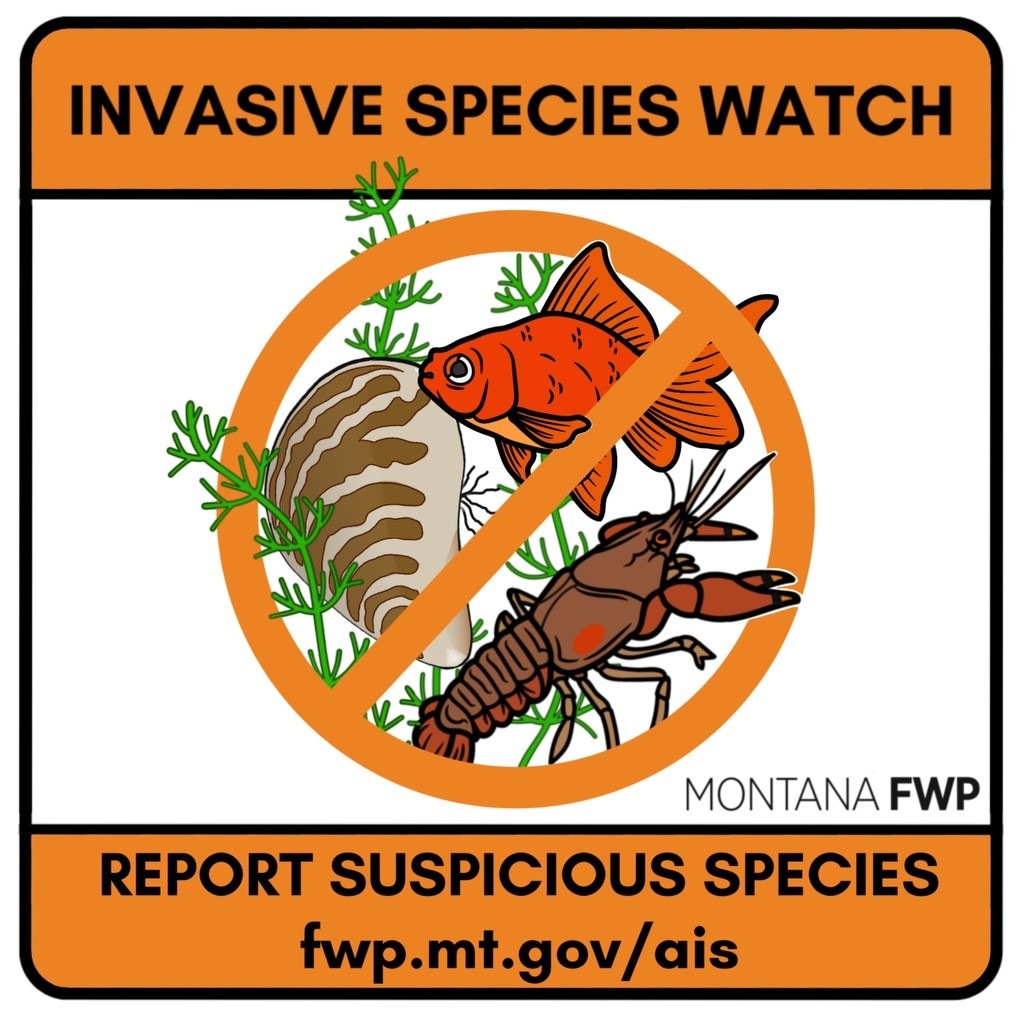 INVASIVE SPECIES WATCH
MONTANA FWP
REPORT SUSPICIOUS SPECIES
fwp.mt.gov/ais